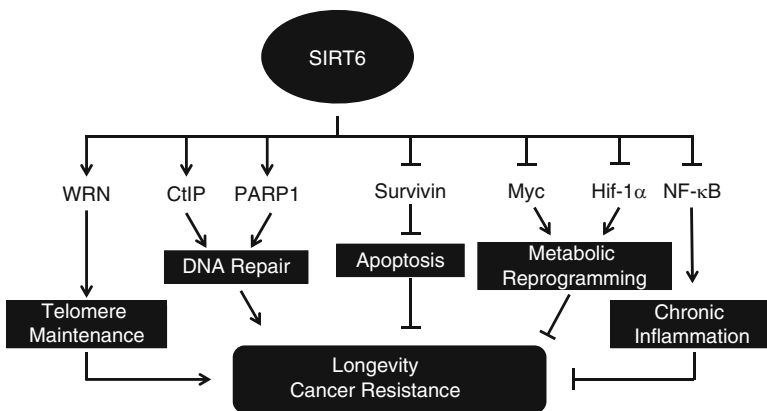 SIRT6
WRN
CtIP
PARP1
Survivin
Myc
Hif-1α
NF-κB
DNA Repair
Apoptosis
Metabolic
Reprogramming
Telomere
Maintenance
Chronic
Inflammation
Longevity
Cancer Resistance